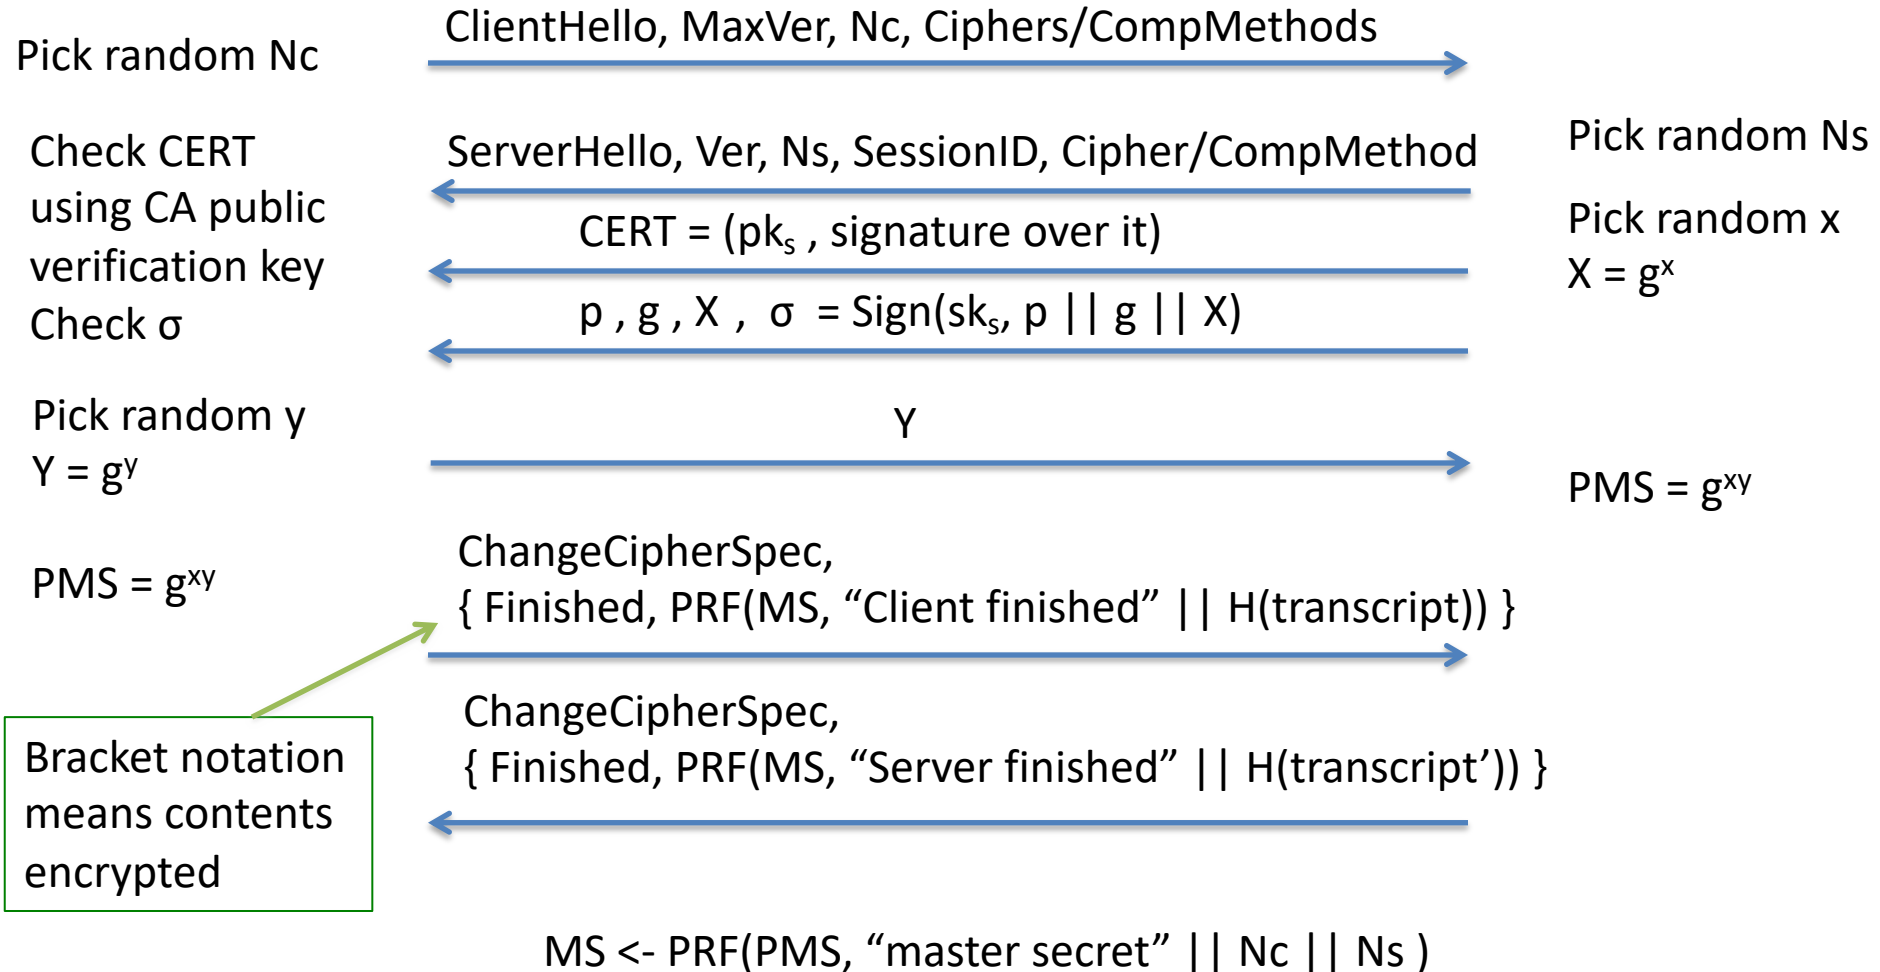 Pick random Nc
ClientHello, MaxVer, Nc, Ciphers/CompMethods
Check CERT
using CA public
verification key
Check σ
ServerHello, Ver, Ns, SessionID, Cipher/CompMethod
Pick random Ns
CERT = (pks , signature over it)
Pick random x
X = gx
p , g , X , σ = Sign(sks, p || g || X)
Pick random y
Y = gy
Y
PMS = gxy
PMS = gxy
ChangeCipherSpec,
{ Finished, PRF(MS, “Client finished” || H(transcript)) }
ChangeCipherSpec,
{ Finished, PRF(MS, “Server finished” || H(transcript’)) }
Bracket notation
means contents
encrypted
MS <- PRF(PMS, “master secret” || Nc || Ns )